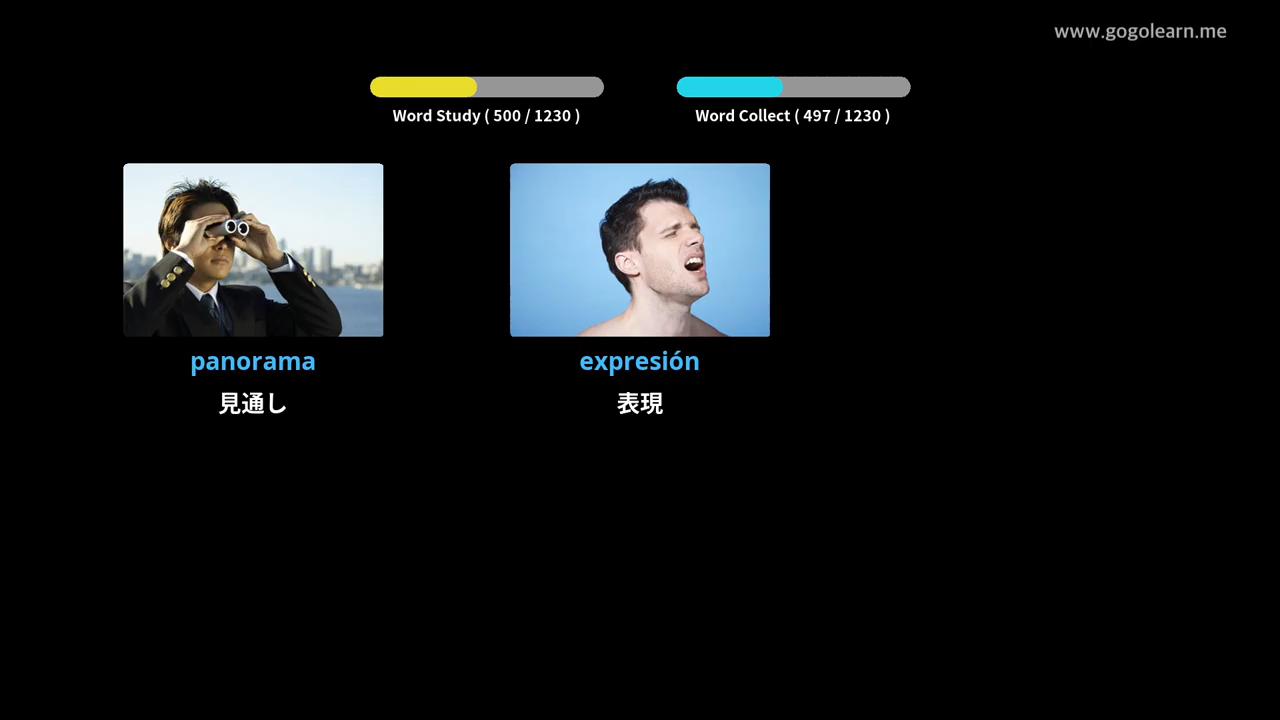 www.gogolearn.me
Word Study ( 500 / 1230 )
Word Collect ( 497 / 1230 )
panorama
見通し
expresión
表現